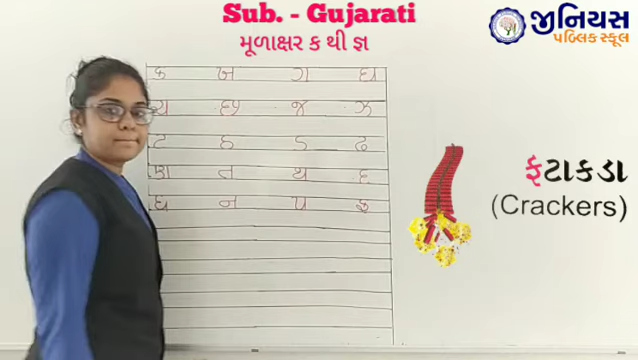 Sub. - Gujarati
મૂળાક્ષર ક થી જ્ઞ
જીનિયસ
પબ્લિક સ્કૂલ
ક ખ ગ ઘ
ચ છ જ ઝ
ટ ઠ ડ ઢ
ણ ત થ દ
ધ ન પ ફ
ફટાકડા
(Crackers)